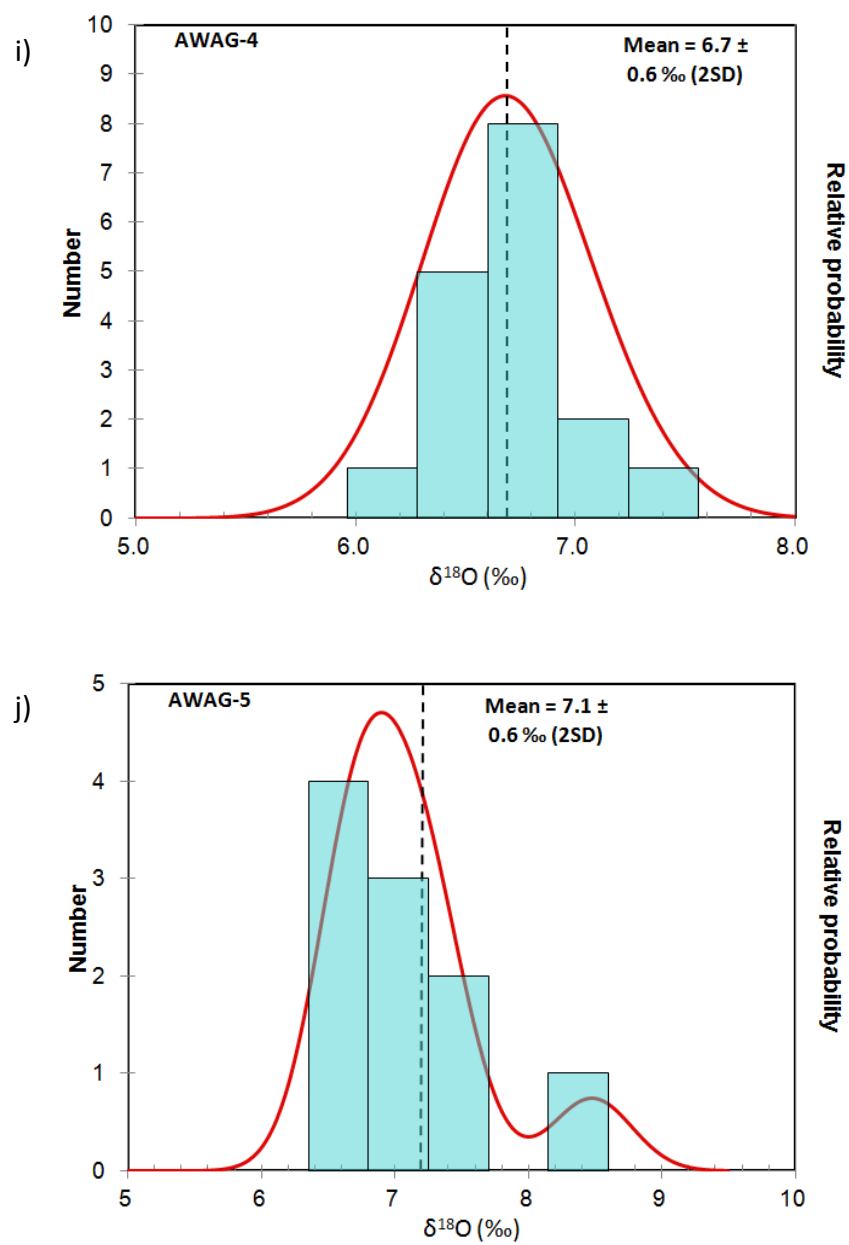 i)
AWAG-4
Mean = 6.7 ±
0.6 ‰ (2SD)
10
9
8
7
6
5
4
3
2
1
0
Number
Relative probability
5.0 6.0 7.0 8.0
δ¹⁸O (‰)
j)
AWAG-5
Mean = 7.1 ±
0.6 ‰ (2SD)
5
4
3
2
1
0
Number
Relative probability
5 6 7 8 9 10
δ¹⁸O (‰)